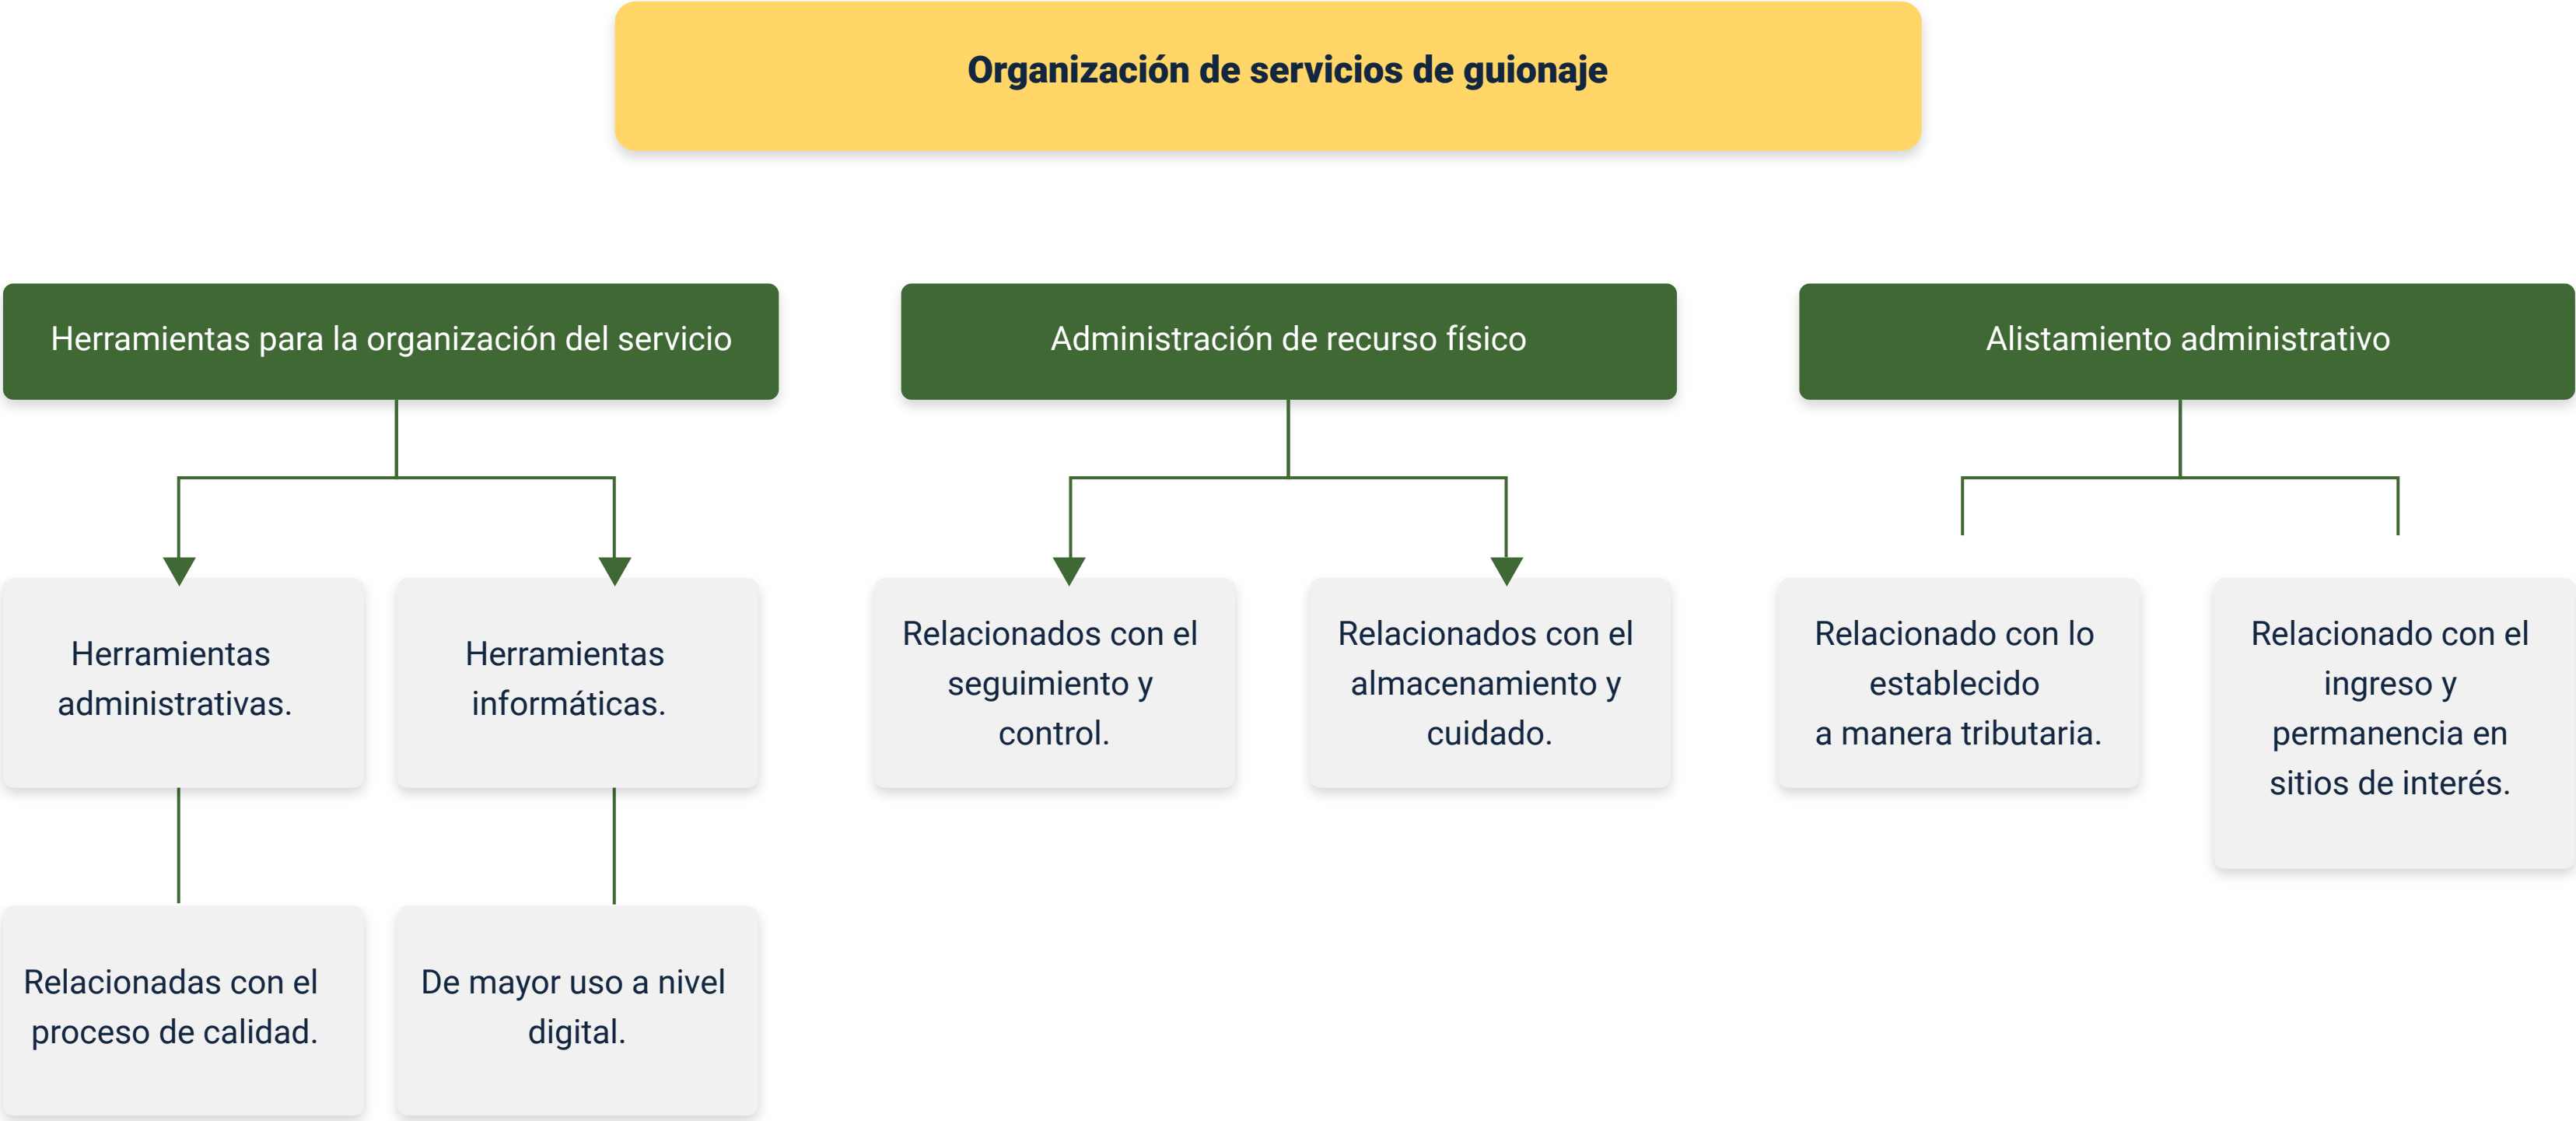 Organización de servicios de guionaje
Herramientas para la organización del servicio
Administración de recurso físico
Alistamiento administrativo
Herramientas
administrativas.
Herramientas
informáticas.
Relacionados con el
seguimiento y
control.
Relacionados con el
almacenamiento y
cuidado.
Relacionado con lo
establecido
a manera tributaria.
Relacionado con el
ingreso y
permanencia en
sitios de interés.
Relacionadas con el
proceso de calidad.
De mayor uso a nivel
digital.